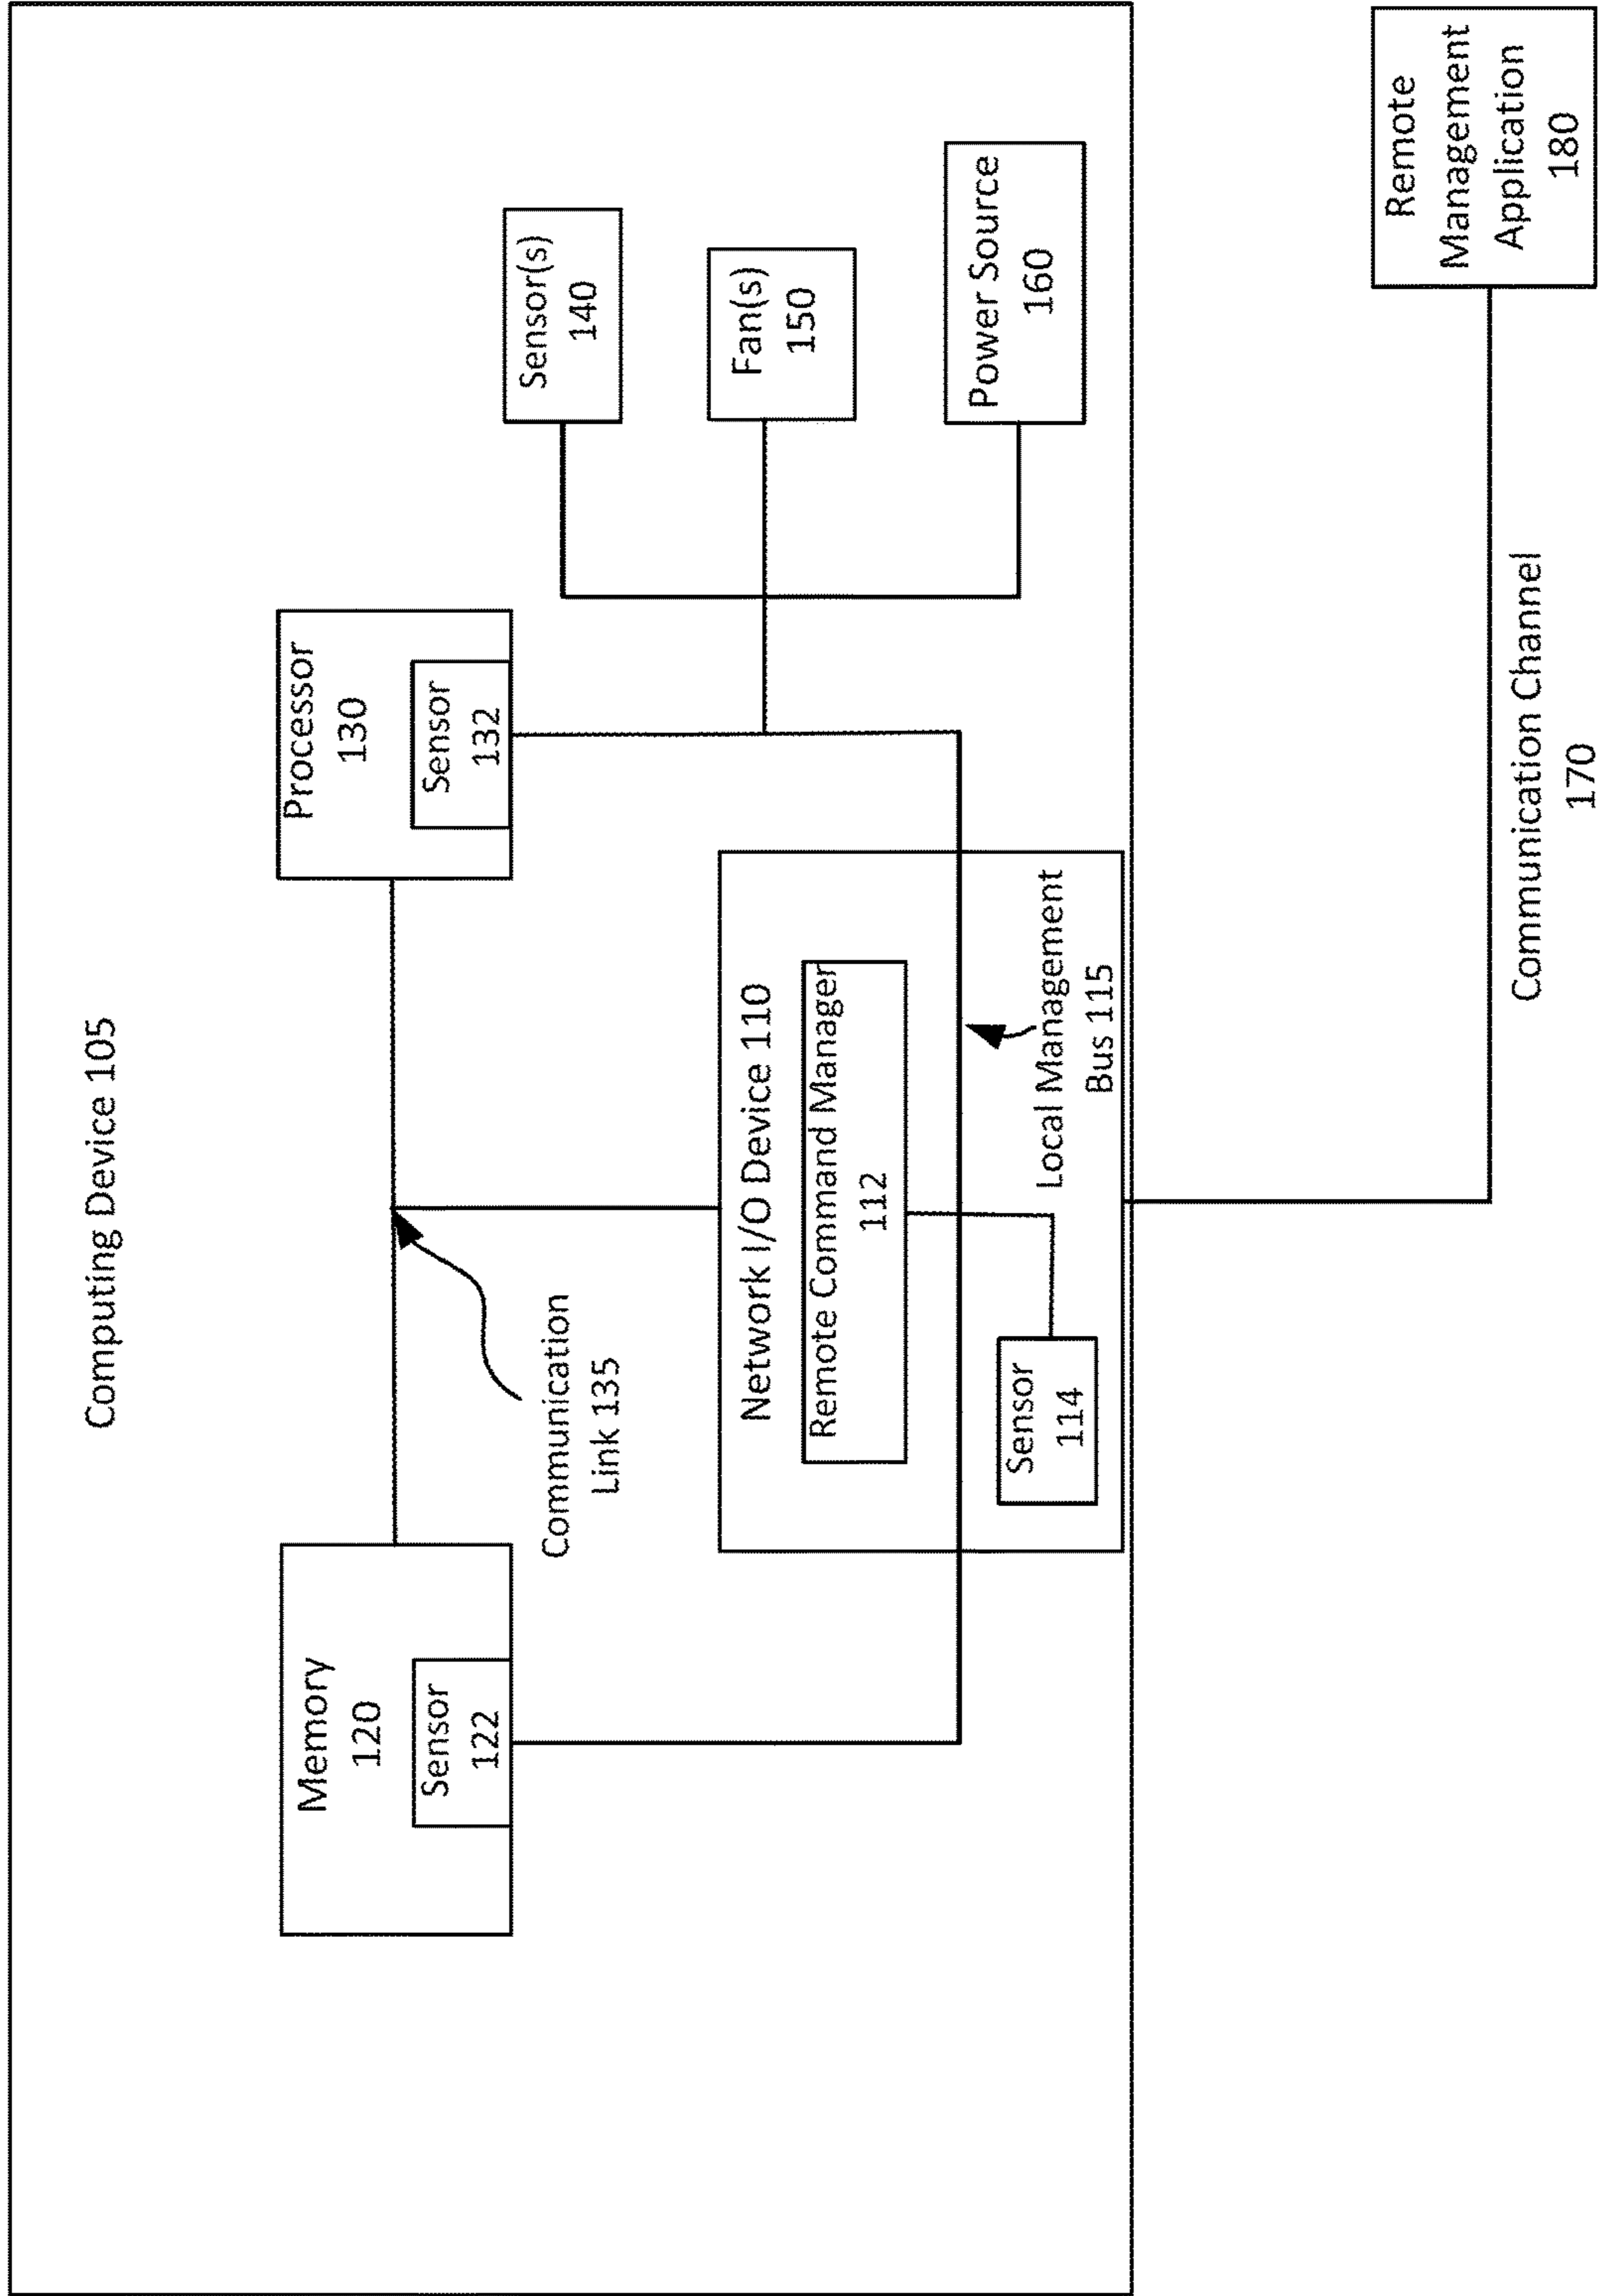 Computing Device 105
Memory
120
Sensor
122
Processor
130
Sensor
132
Communication
Link 135
Sensor(s)
140
Fan(s)
150
Power Source
160
Network I/O Device 110
Remote Command Manager
112
Sensor
114
Local Management
Bus 115
Remote
Management
Application
180
Communication Channel
170